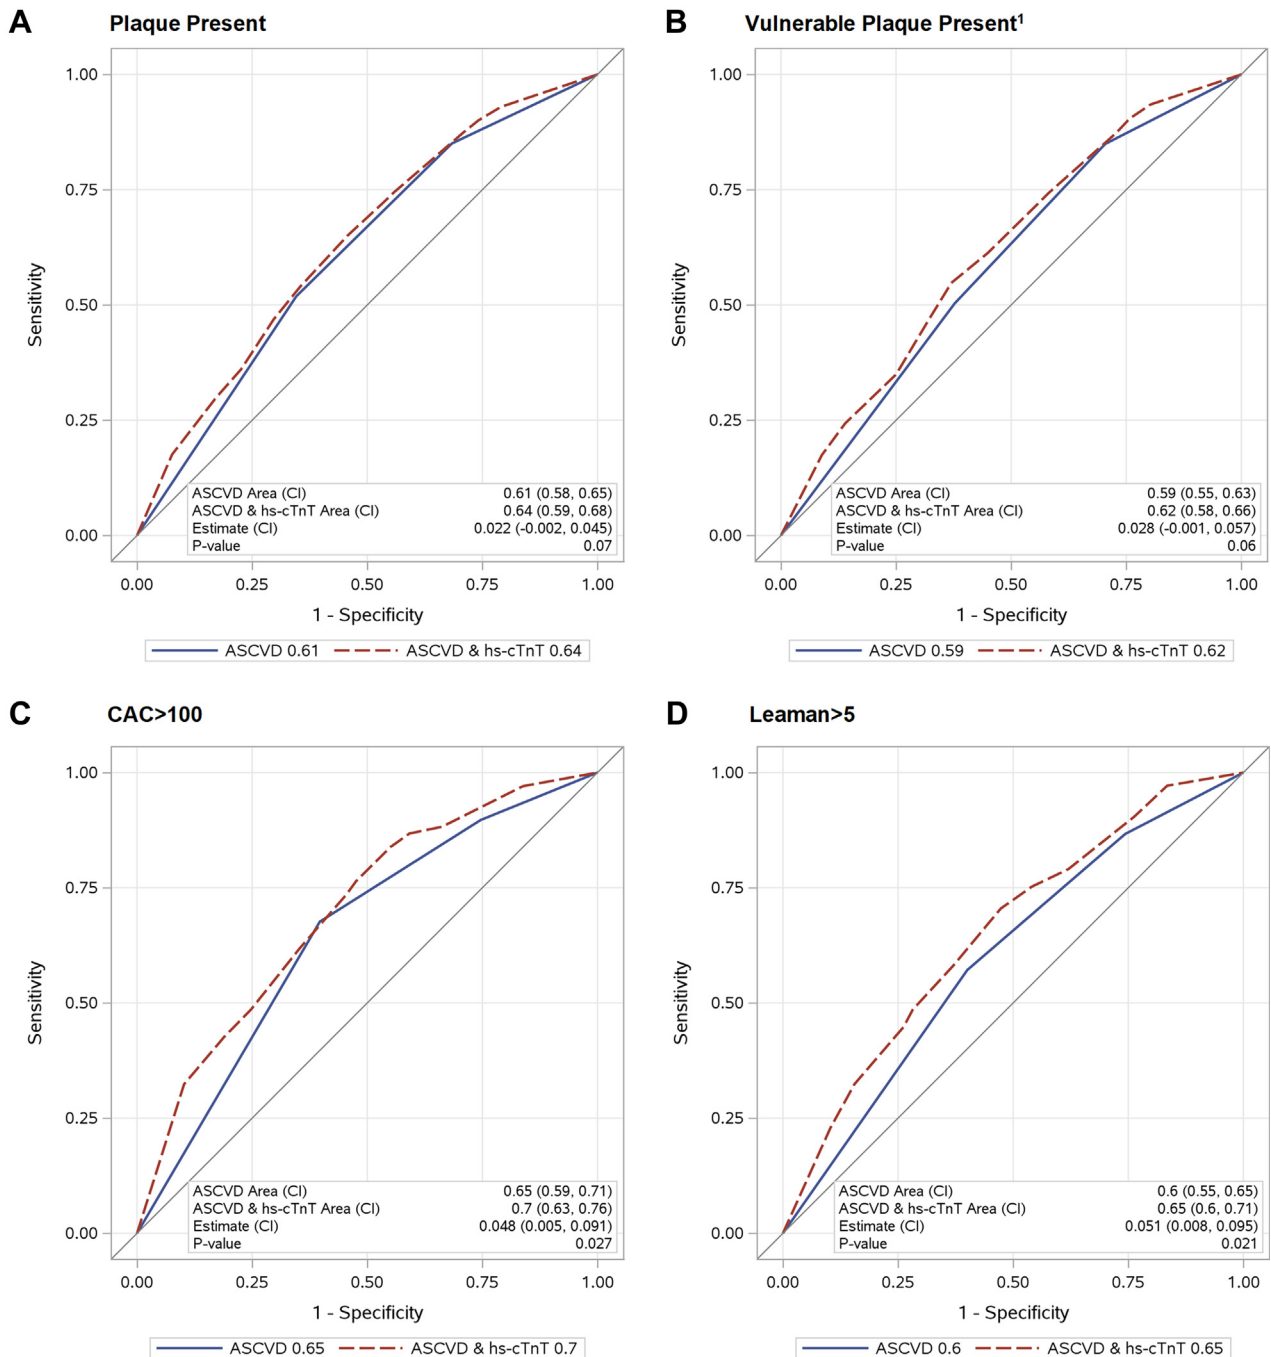 A Plaque Present
1.00
0.75
0.50
0.25
0.00
Sensitivity
ASCVD Area (CI) 0.61 (0.58, 0.65)
ASCVD & hs-cTnT Area (CI) 0.64 (0.59, 0.68)
Estimate (CI) 0.022 (-0.002, 0.045)
P-value 0.07
0.00 0.25 0.50 0.75 1.00
1 - Specificity
ASCVD 0.61 ASCVD & hs-cTnT 0.64
B Vulnerable Plaque Present¹
1.00
0.75
0.50
0.25
0.00
Sensitivity
ASCVD Area (CI) 0.59 (0.55, 0.63)
ASCVD & hs-cTnT Area (CI) 0.62 (0.58, 0.66)
Estimate (CI) 0.028 (-0.001, 0.057)
P-value 0.06
0.00 0.25 0.50 0.75 1.00
1 - Specificity
ASCVD 0.59 ASCVD & hs-cTnT 0.62
C CAC>100
1.00
0.75
0.50
0.25
0.00
Sensitivity
ASCVD Area (CI) 0.65 (0.59, 0.71)
ASCVD & hs-cTnT Area (CI) 0.7 (0.63, 0.76)
Estimate (CI) 0.048 (0.005, 0.091)
P-value 0.027
0.00 0.25 0.50 0.75 1.00
1 - Specificity
ASCVD 0.65 ASCVD & hs-cTnT 0.7
D Leaman>5
1.00
0.75
0.50
0.25
0.00
Sensitivity
ASCVD Area (CI) 0.6 (0.55, 0.65)
ASCVD & hs-cTnT Area (CI) 0.65 (0.6, 0.71)
Estimate (CI) 0.051 (0.008, 0.095)
P-value 0.021
0.00 0.25 0.50 0.75 1.00
1 - Specificity
ASCVD 0.6 ASCVD & hs-cTnT 0.65